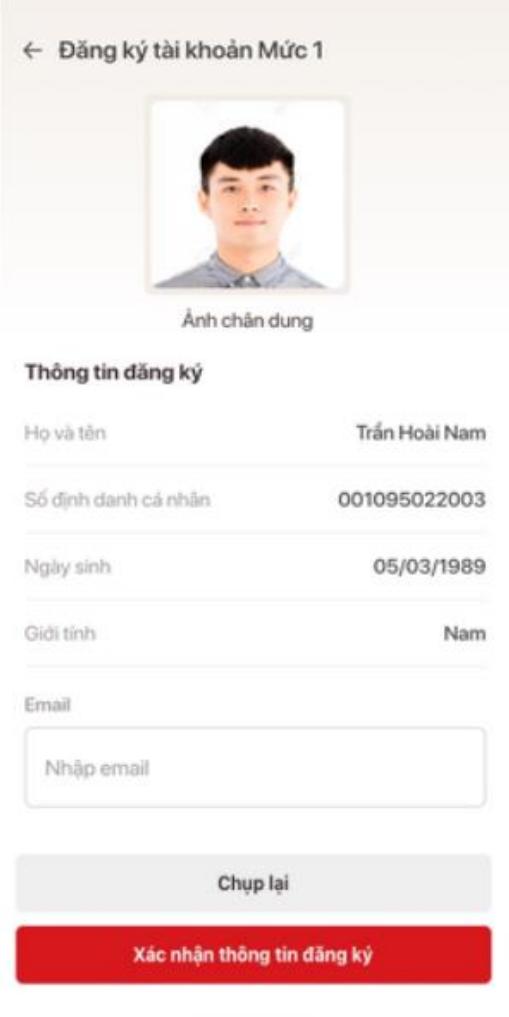 ← Đăng ký tài khoản Mức 1
Ảnh chân dung
Thông tin đăng ký
Họ và tên Trần Hoài Nam
Số định danh cá nhân 001095022003
Ngày sinh 05/03/1989
Giới tính Nam
Email
Nhập email
Chụp lại
Xác nhận thông tin đăng ký